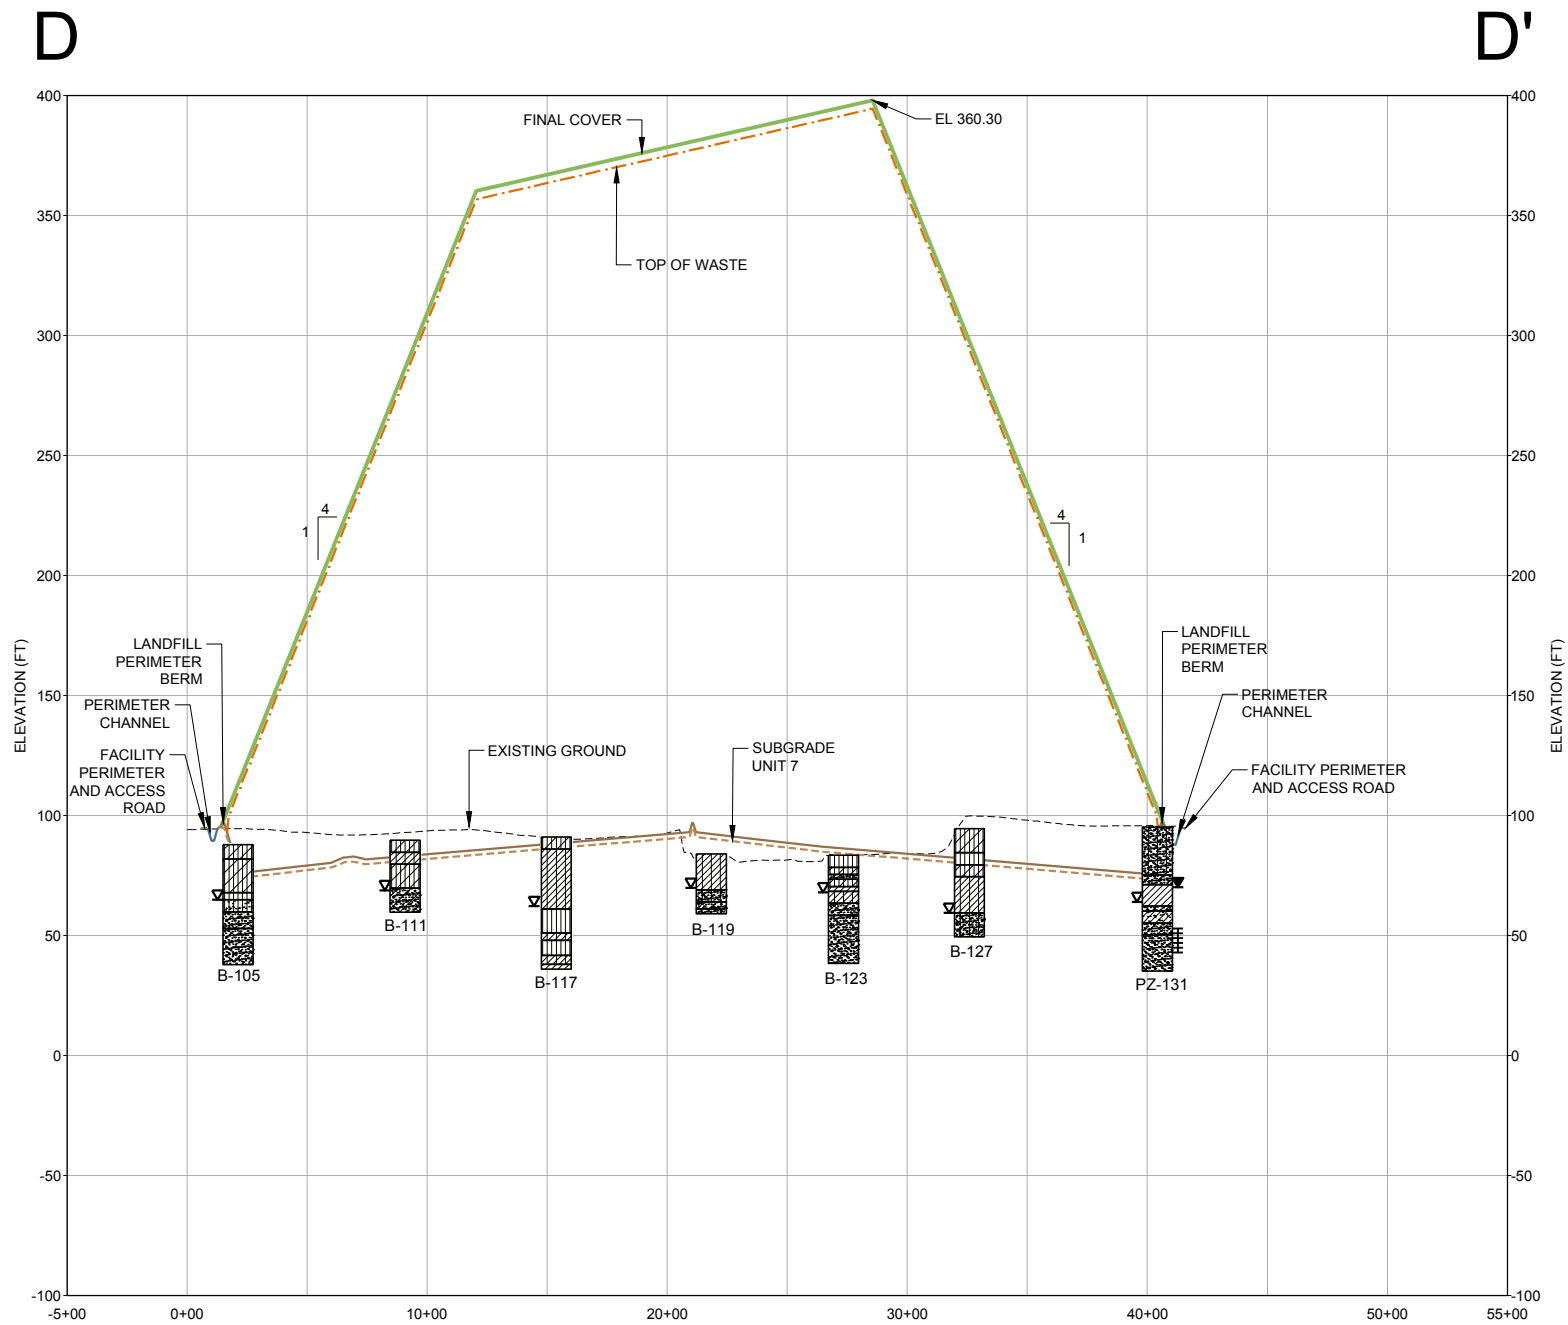 D
D'
400
400
FINAL COVER
EL 360.30
350
350
TOP OF WASTE
300
300
250
250
4
1
4
1
200
200
ELEVATION (FT)
ELEVATION (FT)
LANDFILL
PERIMETER
BERM
LANDFILL
PERIMETER
BERM
150
150
PERIMETER
CHANNEL
PERIMETER
CHANNEL
FACILITY
PERIMETER
AND ACCESS
ROAD
EXISTING GROUND
SUBGRADE
UNIT 7
FACILITY PERIMETER
AND ACCESS ROAD
100
100
50
50
B-105
B-111
B-117
B-119
B-123
B-127
PZ-131
0
0
-50
-50
-100
-100
-5+00
0+00
10+00
20+00
30+00
40+00
50+00
55+00